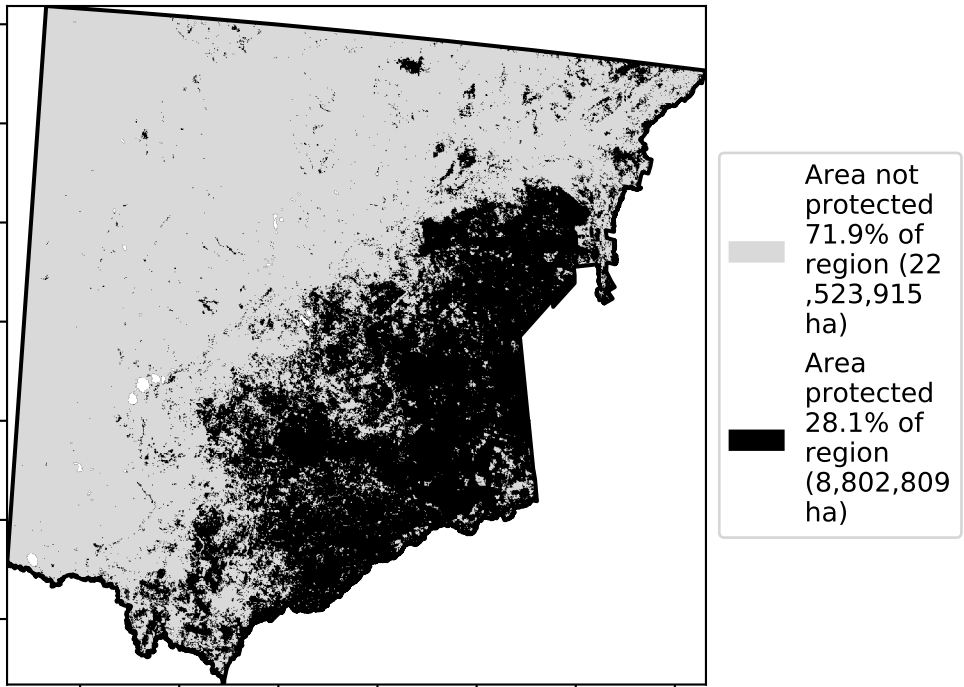 Area not
protected
71.9% of
region (22
,523,915
ha)
Area
protected
28.1% of
region
(8,802,809
ha)